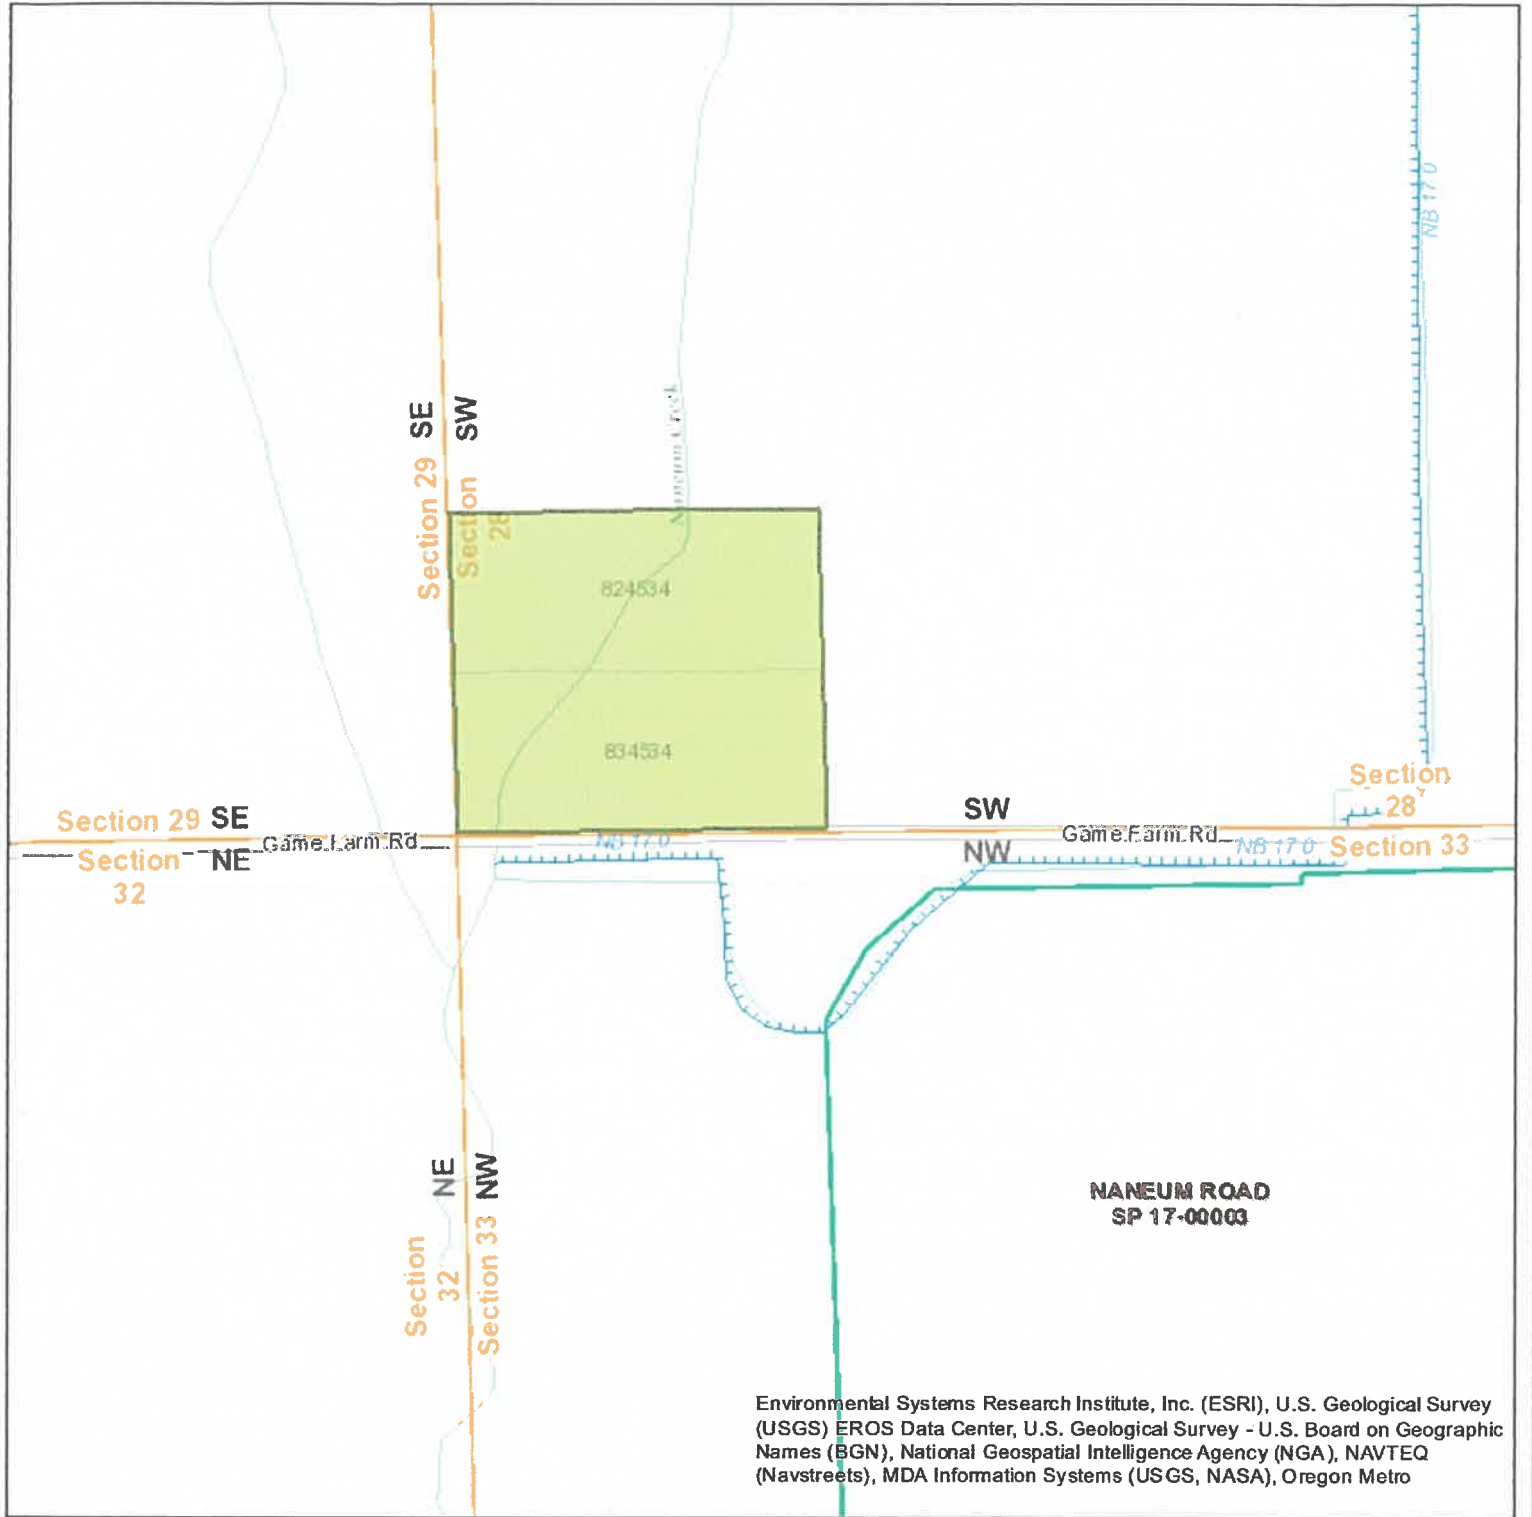 NB 17 0
SE
SW
Section 29
Section
28
Creek
824534
834534
Section
28
Section 29 SE
SW
Game Farm Rd
Game Farm Rd
NB 17 0
NB 17 0
Section 33
Section
32
NE
NW
NE
NW
Section
32
Section 33
NANEUM ROAD
SP 17-00003
Environmental Systems Research Institute, Inc. (ESRI), U.S. Geological Survey
(USGS) EROS Data Center, U.S. Geological Survey - U.S. Board on Geographic
Names (BGN), National Geospatial Intelligence Agency (NGA), NAVTEQ
(Navstreets), MDA Information Systems (USGS, NASA), Oregon Metro